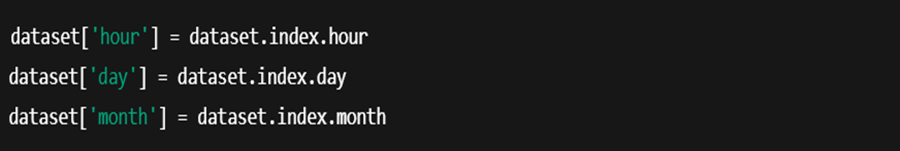 dataset['hour'] = dataset.index.hour
dataset['day'] = dataset.index.day
dataset['month'] = dataset.index.month